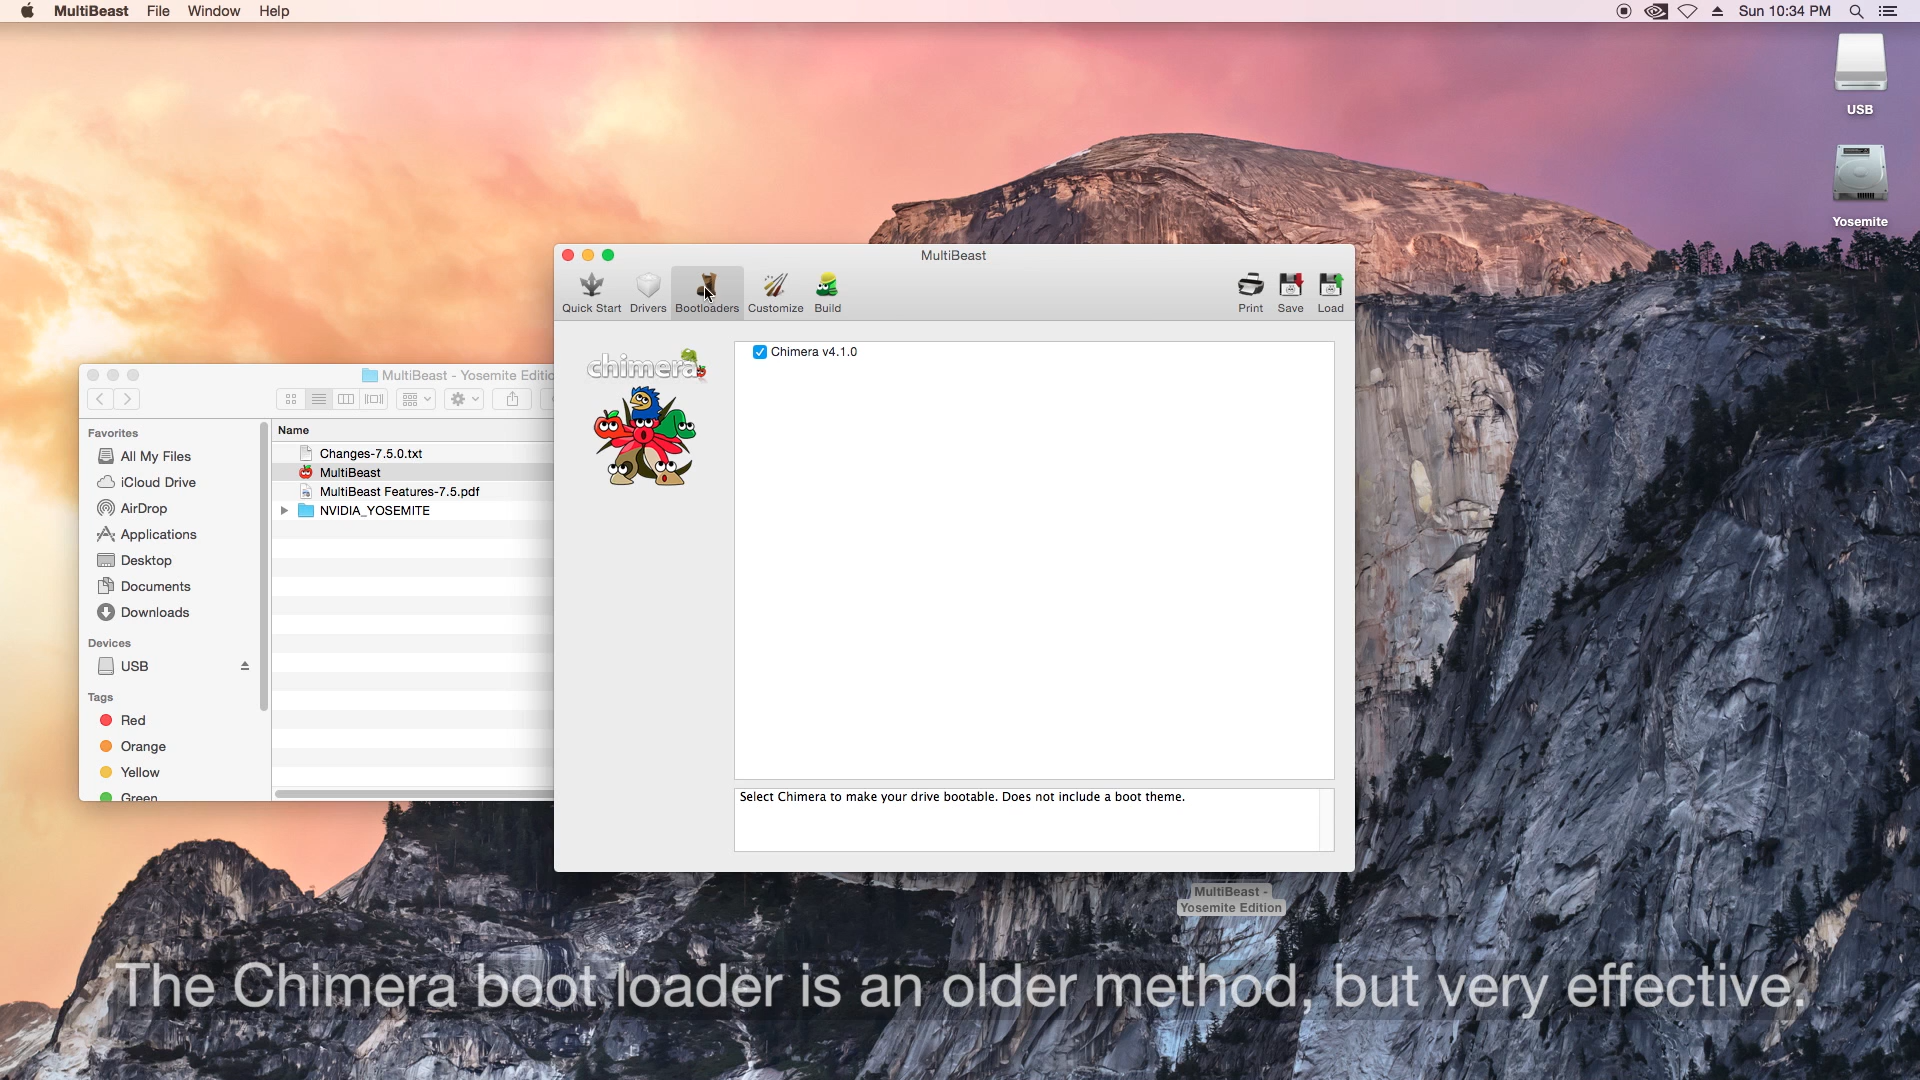 MultiBeast File Window Help
Sun 10:34 PM
USB
Yosemite
MultiBeast
Quick Start Drivers Bootloaders Customize Build
Print Save Load
chimera
Chimera v4.1.0
Select Chimera to make your drive bootable. Does not include a boot theme.
MultiBeast - Yosemite Editio
Favorites
All My Files
iCloud Drive
AirDrop
Applications
Desktop
Documents
Downloads
Devices
USB
Tags
Red
Orange
Yellow
Green
Name
Changes-7.5.0.txt
MultiBeast
MultiBeast Features-7.5.pdf
NVIDIA_YOSEMITE
MultiBeast -
Yosemite Edition
The Chimera boot loader is an older method, but very effective.